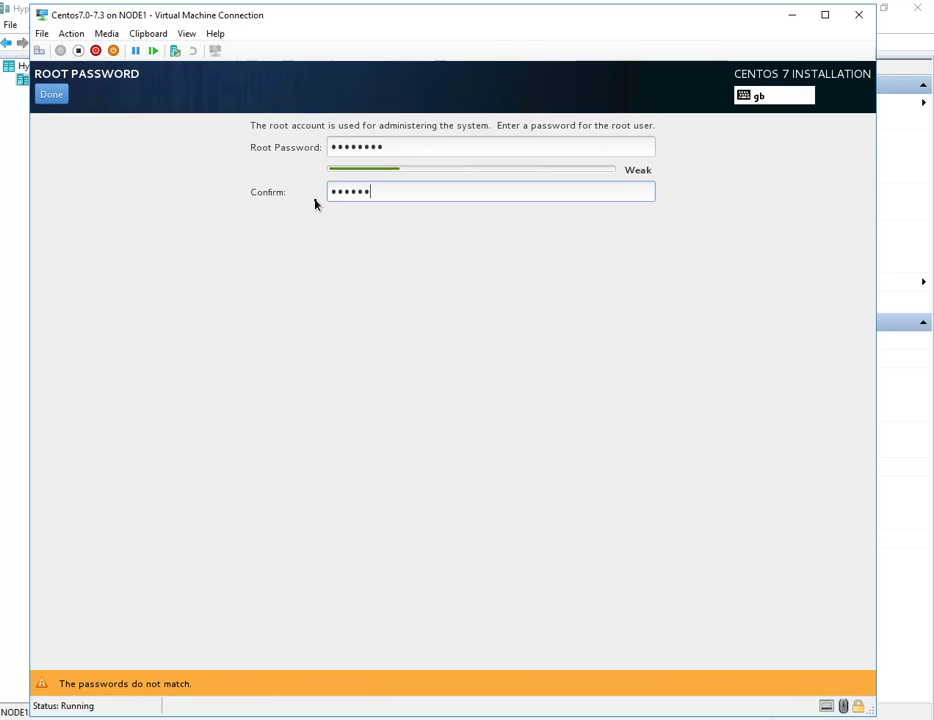 Hyp
Centos7.0-7.3 on NODE1 - Virtual Machine Connection
File
File Action Media Clipboard View Help
Hy
ROOT PASSWORD
CENTOS 7 INSTALLATION
Done
gb
The root account is used for administering the system. Enter a password for the root user.
Root Password: ••••••••
Weak
Confirm: ••••••
The passwords do not match.
Status: Running
NODE1